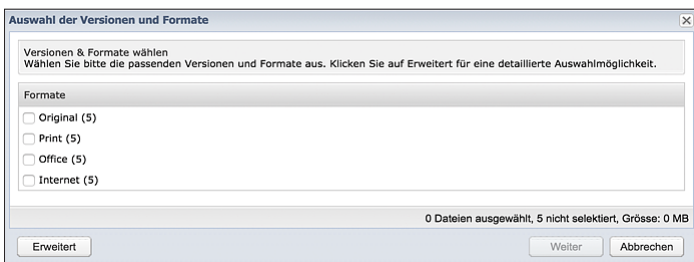 Auswahl der Versionen und Formate
Versionen & Formate wählen
Wählen Sie bitte die passenden Versionen und Formate aus. Klicken Sie auf Erweitert für eine detaillierte Auswahlmöglichkeit.
Formate
Original (5)
Print (5)
Office (5)
Internet (5)
0 Dateien ausgewählt, 5 nicht selektiert, Grösse: 0 MB
Erweitert
Weiter
Abbrechen